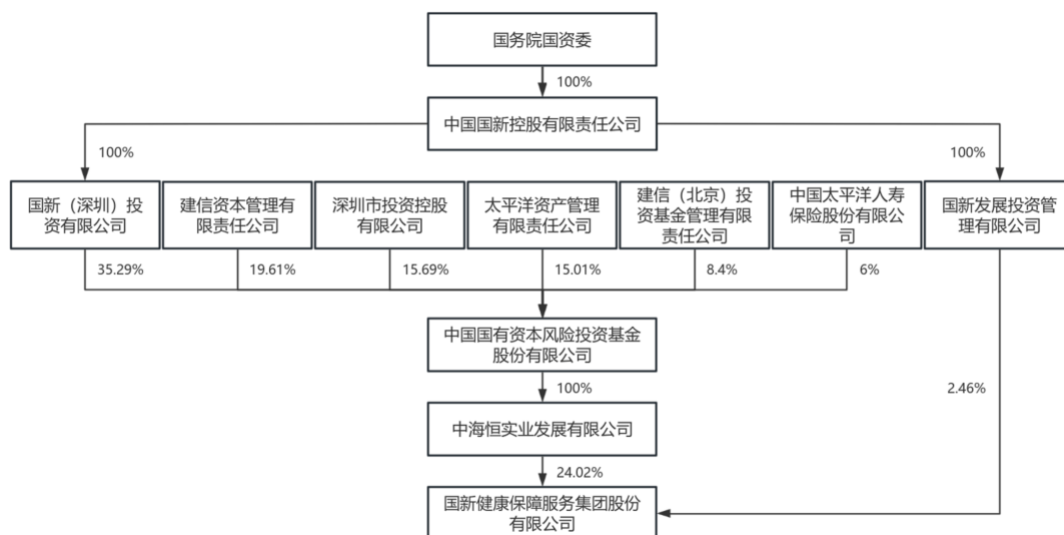 国务院国资委
100%
中国国新控股有限责任公司
100%
100%
国新（深圳）投
资有限公司
建信资本管理有
限责任公司
深圳市投资控股
有限公司
太平洋资产管理
有限责任公司
建信（北京）投
资基金管理有限
责任公司
中国太平洋人寿
保险股份有限公
司
国新发展投资管
理有限公司
35.29%
19.61%
15.69%
15.01%
8.4%
6%
中国国有资本风险投资基金
股份有限公司
100%
2.46%
中海恒实业发展有限公司
24.02%
国新健康保障服务集团股份
有限公司